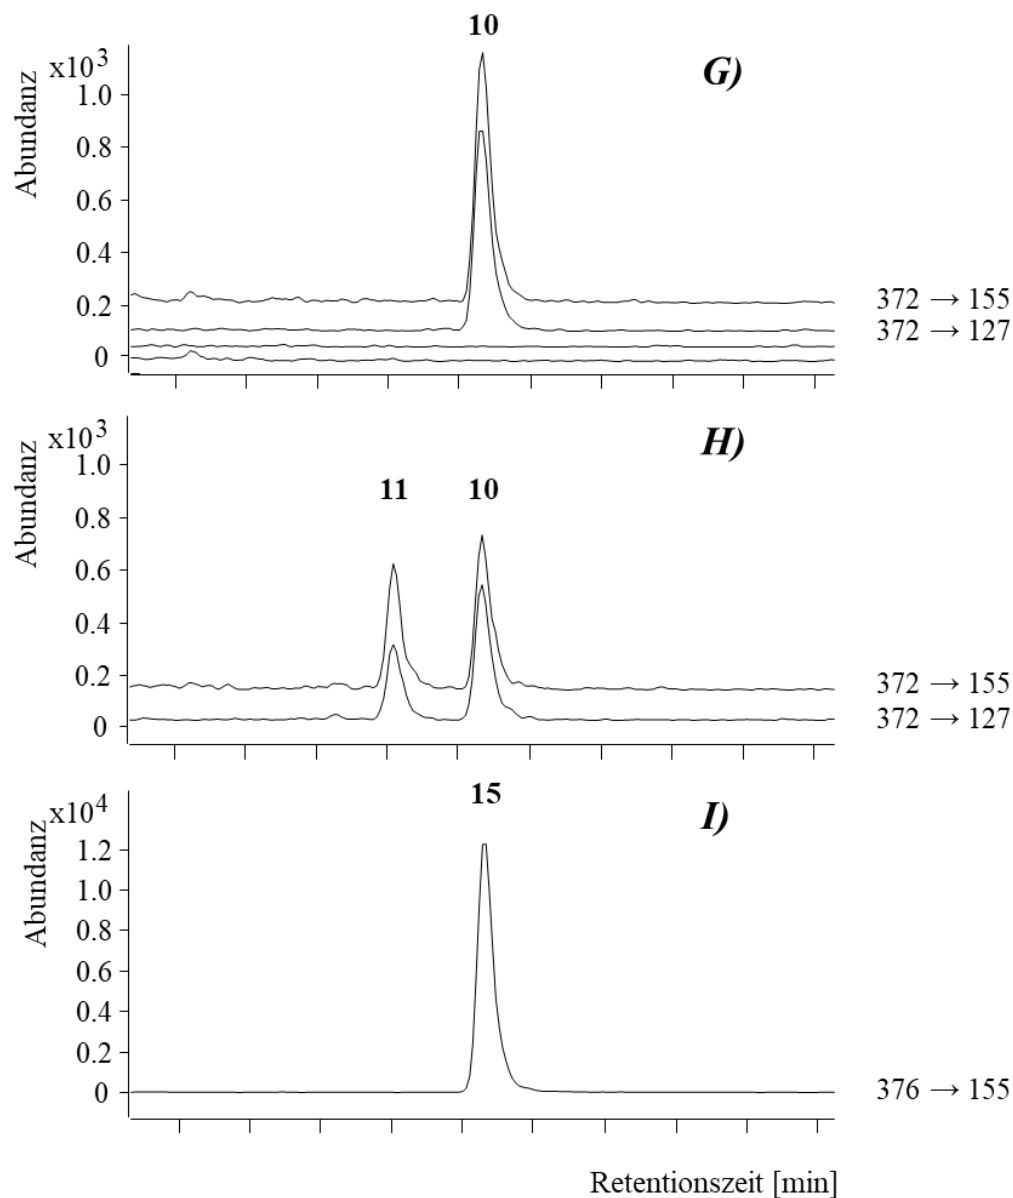 10
G)
x10³
Abundanz
1.0
0.8
0.6
0.4
0.2
0
372 → 155
372 → 127
H)
x10³
Abundanz
1.0
0.8
0.6
0.4
0.2
0
11
10
372 → 155
372 → 127
15
I)
x10⁴
Abundanz
1.2
1.0
0.8
0.6
0.4
0.2
0
376 → 155
Retentionszeit [min]